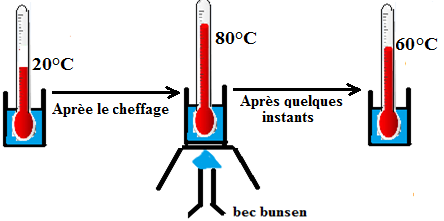 20°C
Aprèe le cheffage
80°C
Après quelques
instants
60°C
bec bunsen